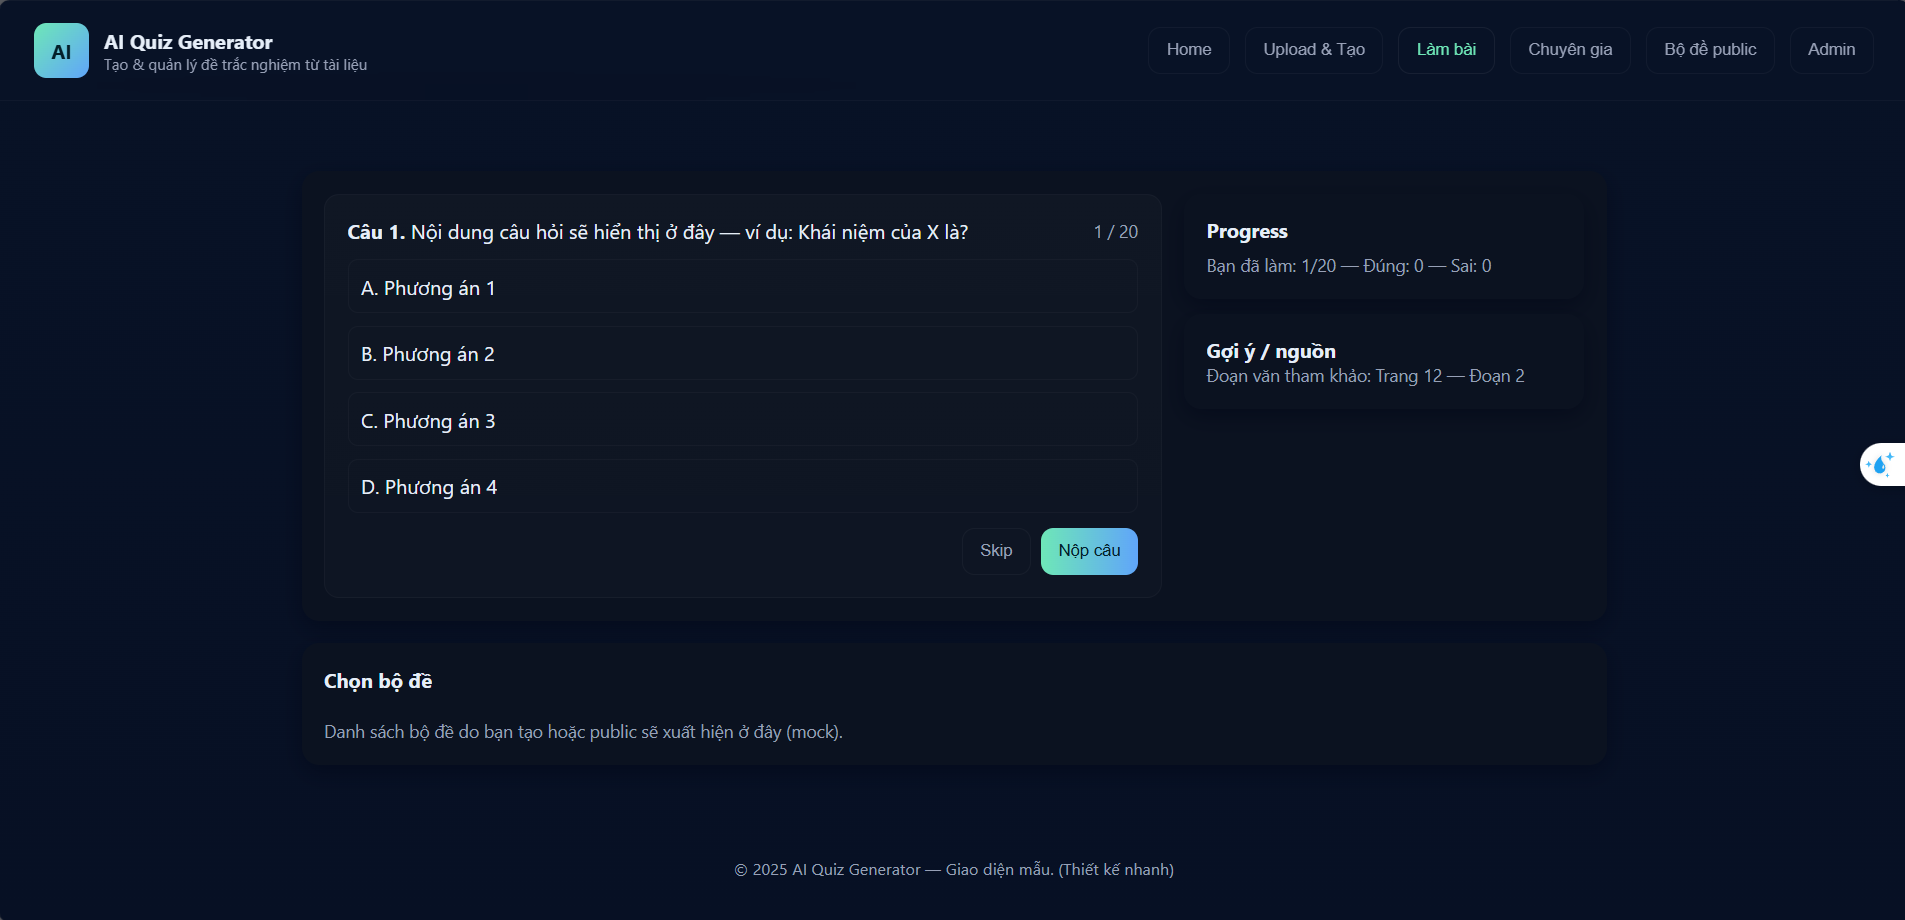 AI
AI Quiz Generator
Tạo & quản lý đề trắc nghiệm từ tài liệu
Home
Upload & Tạo
Làm bài
Chuyên gia
Bộ đề public
Admin
Câu 1. Nội dung câu hỏi sẽ hiển thị ở đây — ví dụ: Khái niệm của X là?
1 / 20
A. Phương án 1
B. Phương án 2
C. Phương án 3
D. Phương án 4
Skip
Nộp câu
Progress
Bạn đã làm: 1/20 — Đúng: 0 — Sai: 0
Gợi ý / nguồn
Đoạn văn tham khảo: Trang 12 — Đoạn 2
Chọn bộ đề
Danh sách bộ đề do bạn tạo hoặc public sẽ xuất hiện ở đây (mock).
© 2025 AI Quiz Generator — Giao diện mẫu. (Thiết kế nhanh)